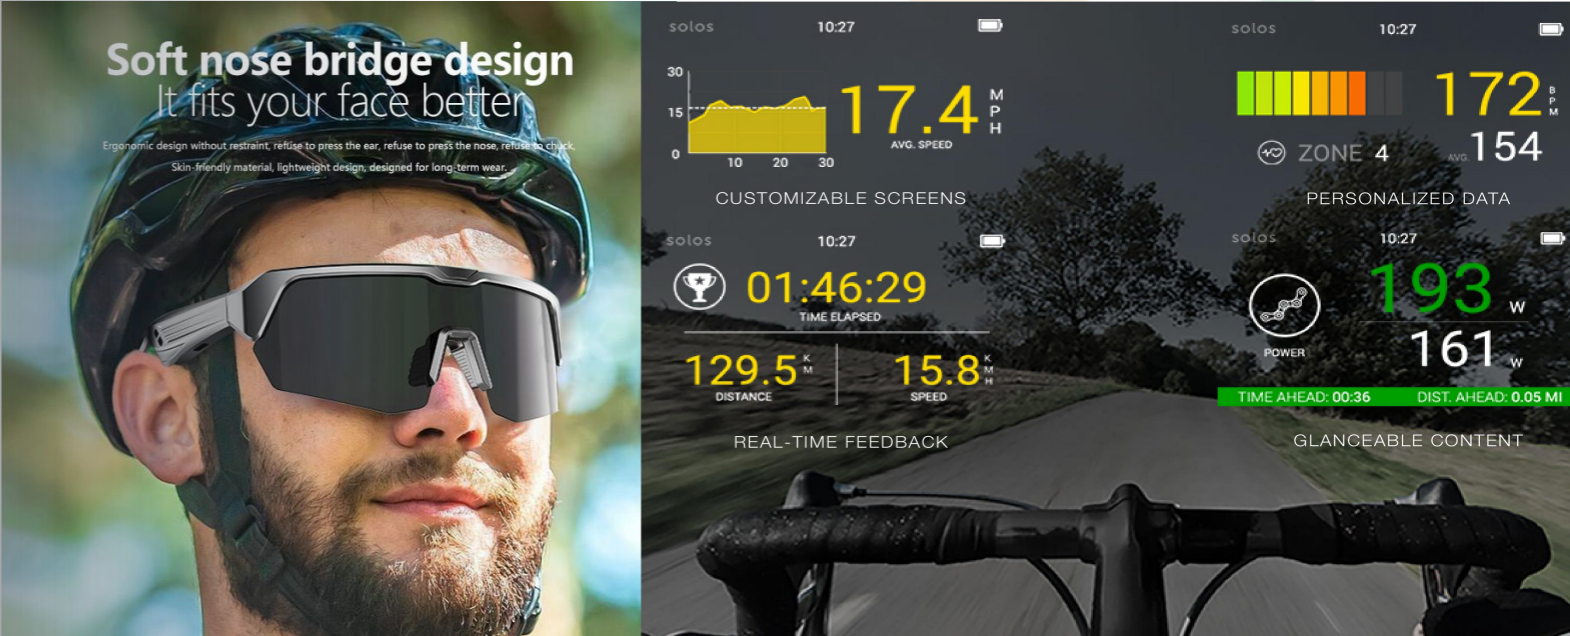 Soft nose bridge design
It fits your face better
Ergonomic design without restraint, refuse to press the ear, refuse to press the nose, refuse to chuck,
Skin-friendly material, lightweight design, designed for long-term wear.
solos 10:27
30
15
0
10 20 30
17.4 MPH
AVG. SPEED
CUSTOMIZABLE SCREENS
solos 10:27
172 BPM
ZONE 4
AVG. 154
PERSONALIZED DATA
solos 10:27
01:46:29
TIME ELAPSED
129.5 KM
DISTANCE
15.8 KMH
SPEED
REAL-TIME FEEDBACK
solos 10:27
193 W
161 W
POWER
TIME AHEAD: 00:36 DIST. AHEAD: 0.05 MI
GLANCEABLE CONTENT